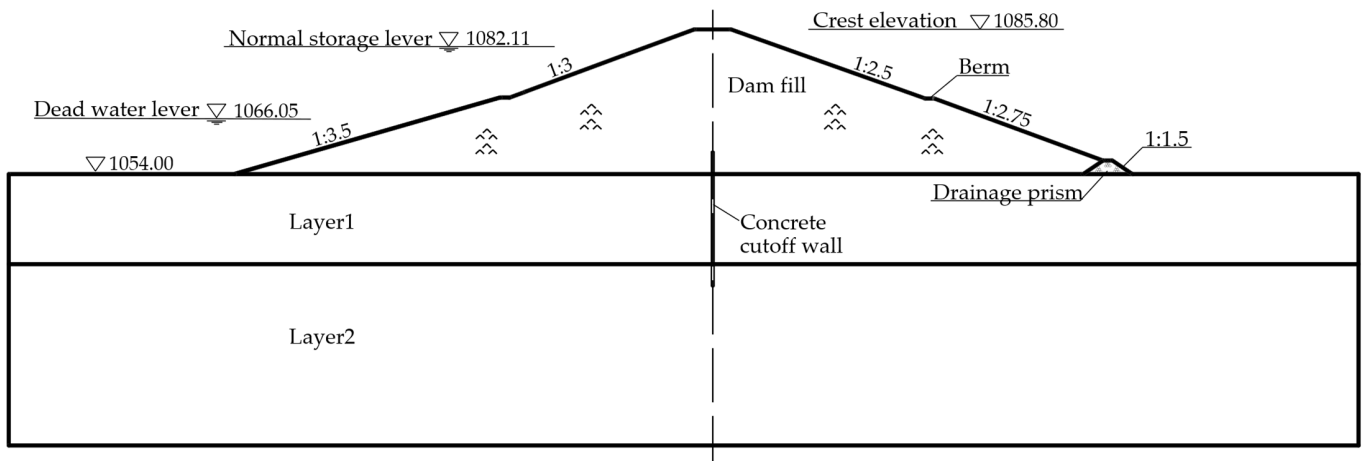 Crest elevation 1085.80
Normal storage lever 1082.11
1:3
1:2.5
Berm
Dam fill
Dead water lever 1066.05
1:3.5
1:2.75
1:1.5
1054.00
Drainage prism
Layer1
Concrete
cutoff wall
Layer2